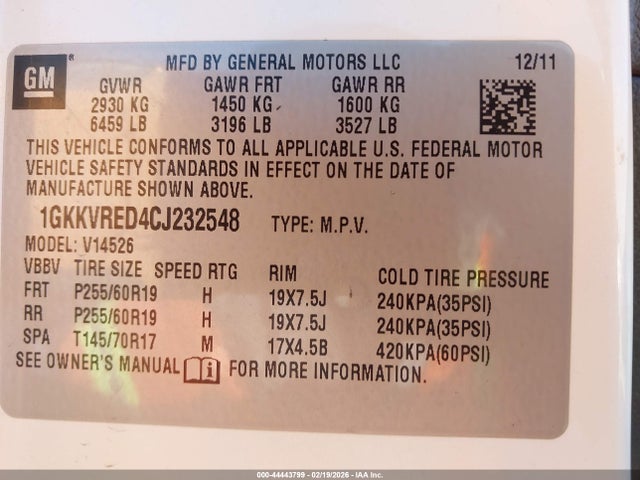 GM ®
MFD BY GENERAL MOTORS LLC 12/11
GVWR GAWR FRT GAWR RR
2930 KG 1450 KG 1600 KG
6459 LB 3196 LB 3527 LB
THIS VEHICLE CONFORMS TO ALL APPLICABLE U.S. FEDERAL MOTOR
VEHICLE SAFETY STANDARDS IN EFFECT ON THE DATE OF
MANUFACTURE SHOWN ABOVE.
1GKKVRED4CJ232548 TYPE: M.P.V.
MODEL: V14526
VBBV TIRE SIZE SPEED RTG RIM COLD TIRE PRESSURE
FRT P255/60R19 H 19X7.5J 240KPA(35PSI)
RR P255/60R19 H 19X7.5J 240KPA(35PSI)
SPA T145/70R17 M 17X4.5B 420KPA(60PSI)
SEE OWNER'S MANUAL i FOR MORE INFORMATION.
000-44443799 - 02/19/2026 - IAA Inc.